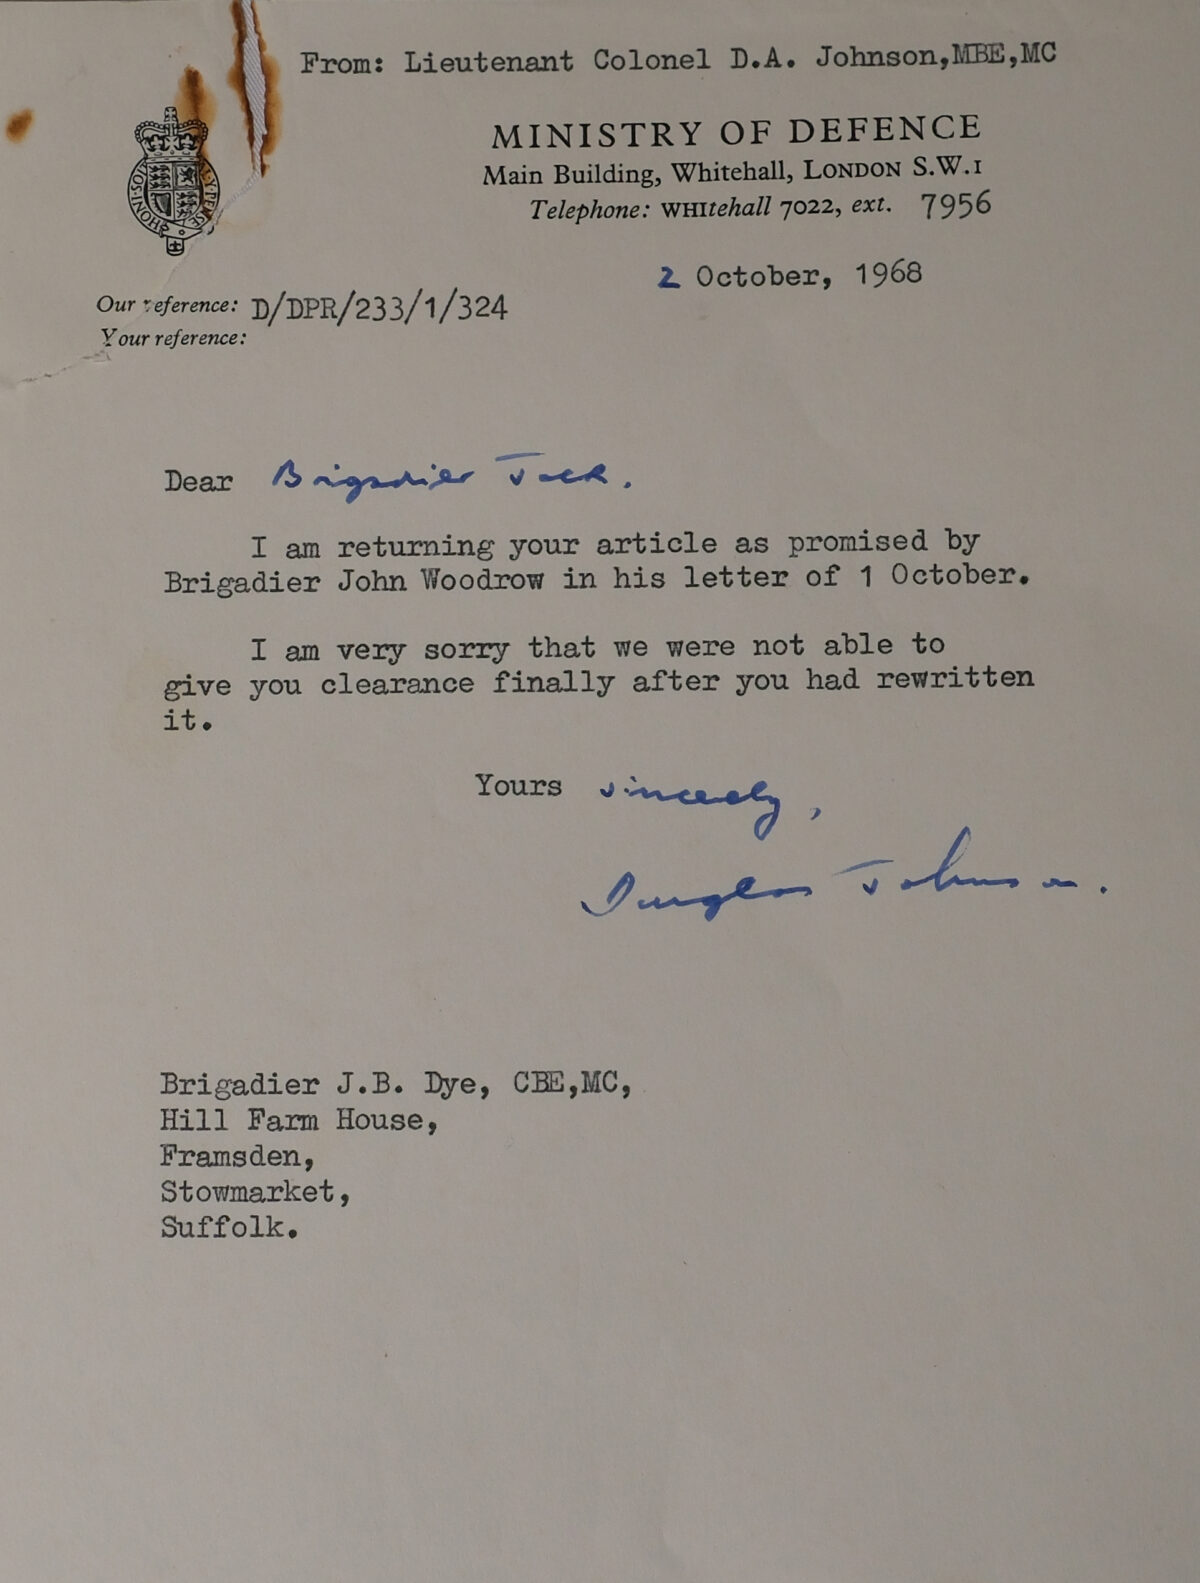 From: Lieutenant Colonel D.A. Johnson,MBE,MC
MINISTRY OF DEFENCE
Main Building, Whitehall, LONDON S.W.1
Telephone: WHItehall 7022, ext. 7956
2 October, 1968
HONI·SOIT Y·PENSE
Our reference: D/DPR/233/1/324
Your reference:
Dear Brigadier Jack.
I am returning your article as promised by
Brigadier John Woodrow in his letter of 1 October.
I am very sorry that we were not able to
give you clearance finally after you had rewritten
it.
Yours sincerely,
Douglas Johnson.
Brigadier J.B. Dye, CBE,MC,
Hill Farm House,
Framsden,
Stowmarket,
Suffolk.